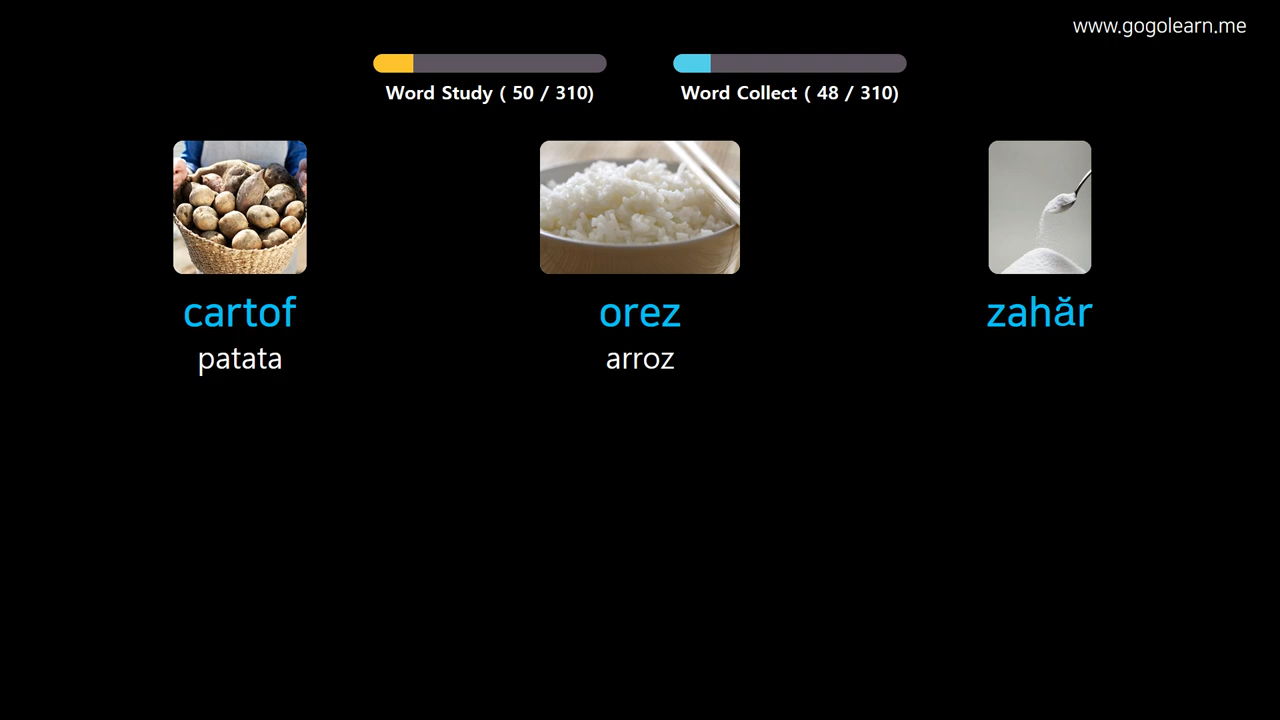 www.gogolearn.me
Word Study ( 50 / 310)
Word Collect ( 48 / 310)
cartof
orez
zahăr
patata
arroz